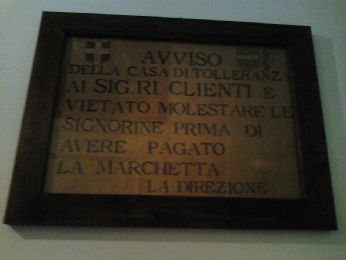 AVVISO
DELLA CASA DI TOLLERANZA
AI SIG.RI CLIENTI E
VIETATO MOLESTARE LE
SIGNORINE PRIMA DI
AVERE PAGATO
LA MARCHETTA
LA DIREZIONE